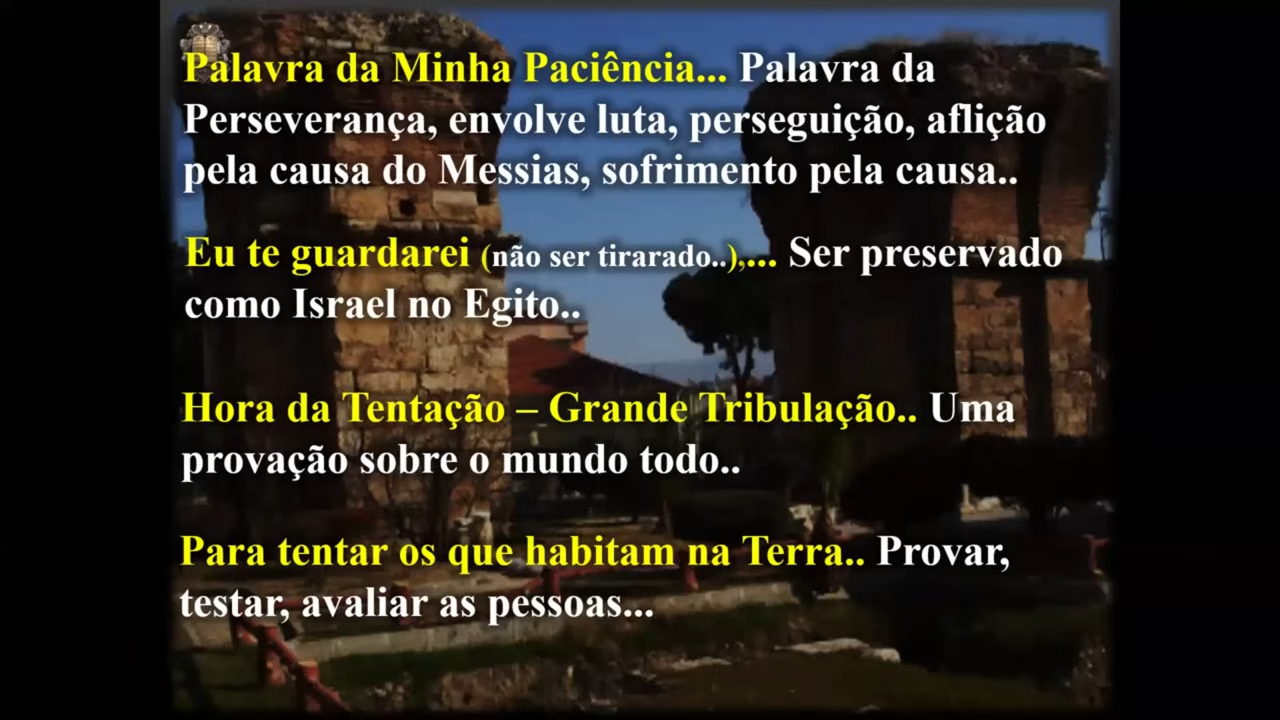 Palavra da Minha Paciência... Palavra da
Perseverança, envolve luta, perseguição, aflição
pela causa do Messias, sofrimento pela causa..
Eu te guardarei (não ser tirarado..),... Ser preservado
como Israel no Egito..
Hora da Tentação – Grande Tribulação.. Uma
provação sobre o mundo todo..
Para tentar os que habitam na Terra.. Provar,
testar, avaliar as pessoas...